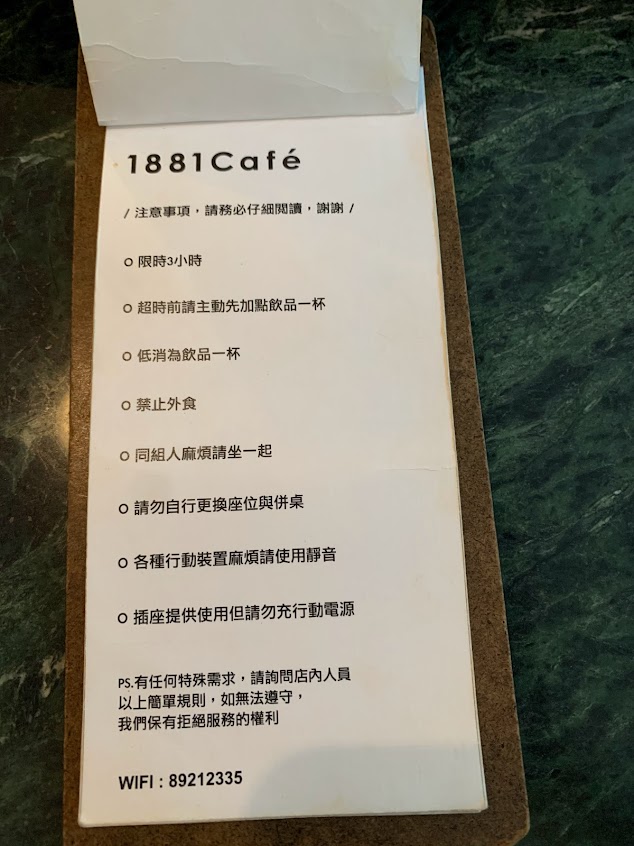 1881Café
/ 注意事項，請務必仔細閱讀，謝謝 /
○ 限時3小時
○ 超時前請主動先加點飲品一杯
○ 低消為飲品一杯
○ 禁止外食
○ 同組人麻煩請坐一起
○ 請勿自行更換座位與併桌
○ 各種行動裝置麻煩請使用靜音
○ 插座提供使用但請勿充行動電源
PS.有任何特殊需求，請詢問店內人員
以上簡單規則，如無法遵守，
我們保有拒絕服務的權利
WIFI : 89212335